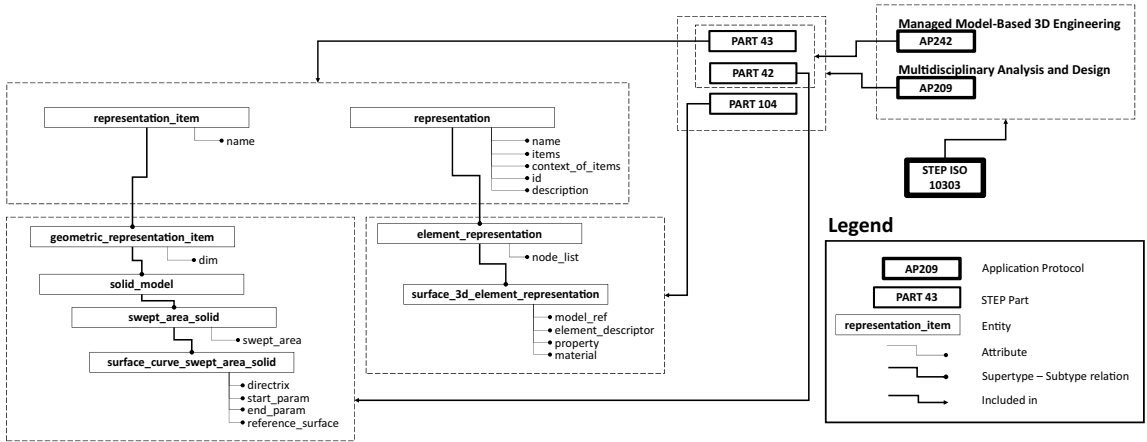 Managed Model-Based 3D Engineering
AP242
Multidisciplinary Analysis and Design
AP209
PART 43
PART 42
PART 104
STEP ISO
10303
representation_item
name
representation
name
items
context_of_items
id
description
geometric_representation_item
dim
solid_model
swept_area_solid
swept_area
surface_curve_swept_area_solid
directrix
start_param
end_param
reference_surface
element_representation
node_list
surface_3d_element_representation
model_ref
element_descriptor
property
material
Legend
AP209 Application Protocol
PART 43 STEP Part
representation_item Entity
Attribute
Supertype – Subtype relation
Included in